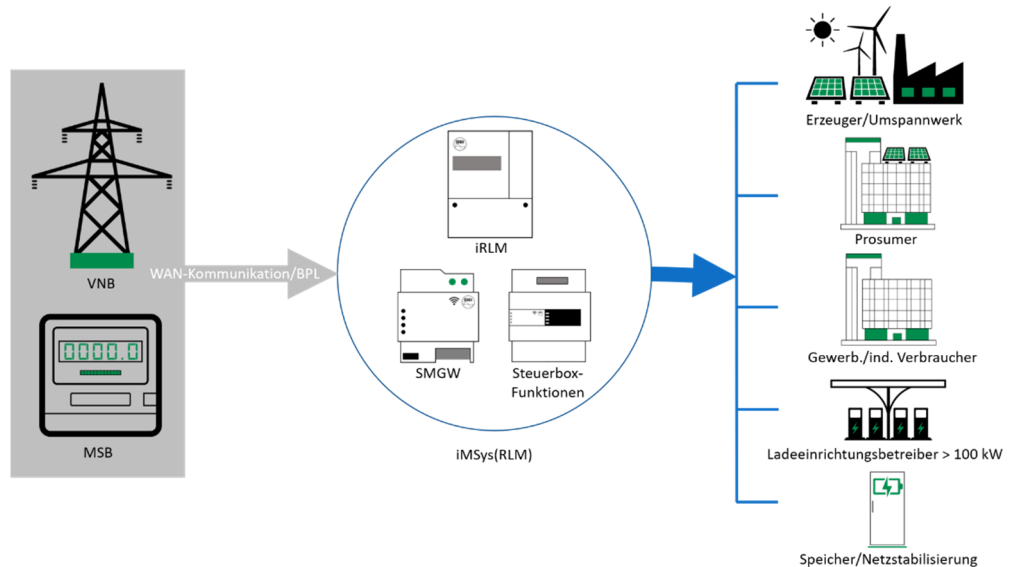 VNB
WAN-Kommunikation/BPL
0000.0
MSB
iRLM
SMGW
Steuerbox-
Funktionen
iMSys(RLM)
Erzeuger/Umspannwerk
Prosumer
Gewerb./ind. Verbraucher
Ladeeinrichtungsbetreiber > 100 kW
Speicher/Netzstabilisierung